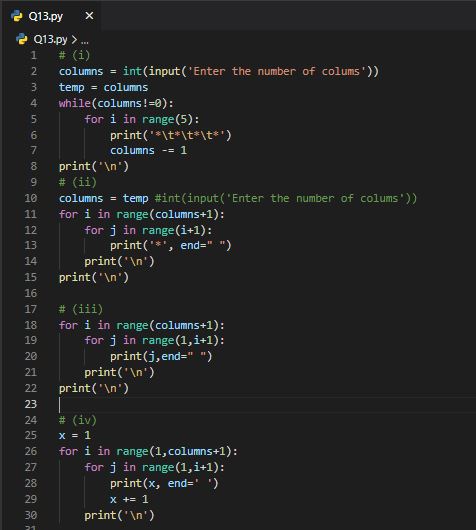 Q13.py ×
Q13.py > ...
1 # (i)
2 columns = int(input('Enter the number of colums'))
3 temp = columns
4 while(columns!=0):
5     for i in range(5):
6         print('*\t*\t*\t*')
7         columns -= 1
8 print('\n')
9 # (ii)
10 columns = temp #int(input('Enter the number of colums'))
11 for i in range(columns+1):
12     for j in range(i+1):
13         print('*', end=" ")
14     print('\n')
15 print('\n')
16
17 # (iii)
18 for i in range(columns+1):
19     for j in range(1,i+1):
20         print(j,end=" ")
21     print('\n')
22 print('\n')
23
24 # (iv)
25 x = 1
26 for i in range(1,columns+1):
27     for j in range(1,i+1):
28         print(x, end=' ')
29         x += 1
30     print('\n')